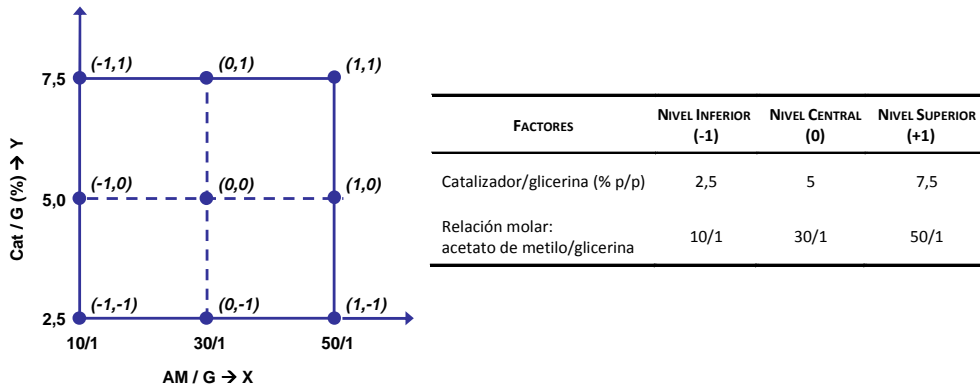 (-1,1) (0,1) (1,1)
7,5
(-1,0) (0,0) (1,0)
5,0
(-1,-1) (0,-1) (1,-1)
2,5
10/1 30/1 50/1
AM / G → X
Cat / G (%) → Y
FACTORES NIVEL INFERIOR (-1) NIVEL CENTRAL (0) NIVEL SUPERIOR (+1)
Catalizador/glicerina (% p/p) 2,5 5 7,5
Relación molar:
acetato de metilo/glicerina 10/1 30/1 50/1